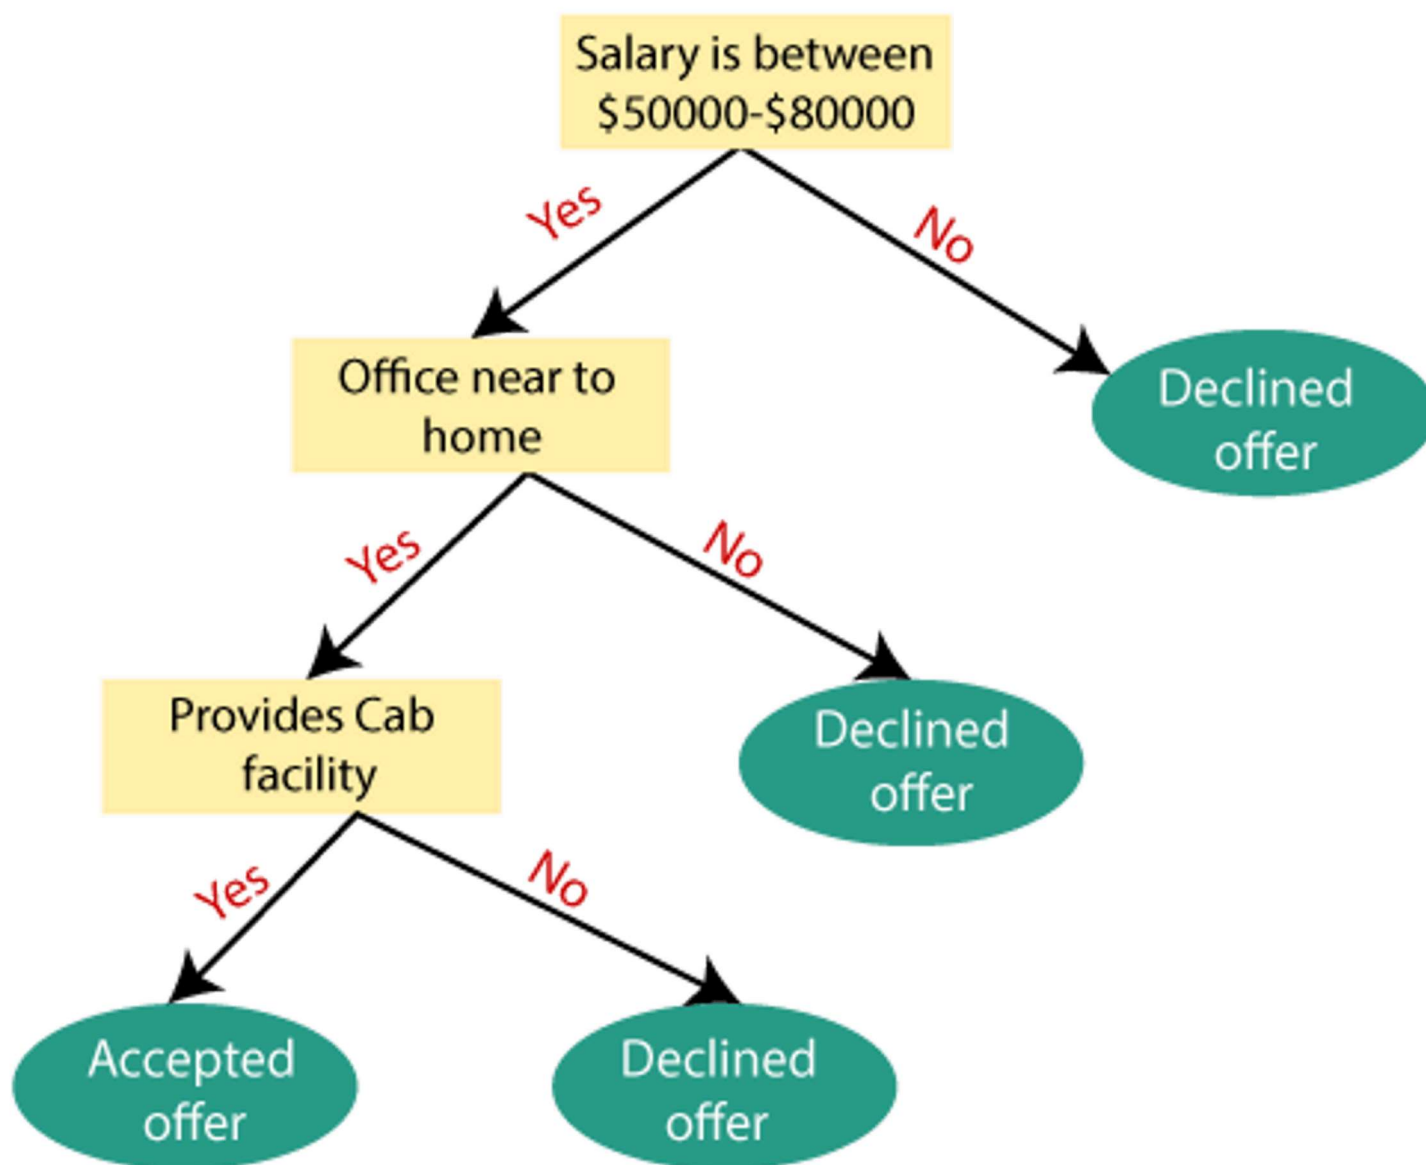 Salary is between
$50000-$80000
Yes
No
Office near to
home
Declined
offer
Yes
No
Provides Cab
facility
Declined
offer
Yes
No
Accepted
offer
Declined
offer